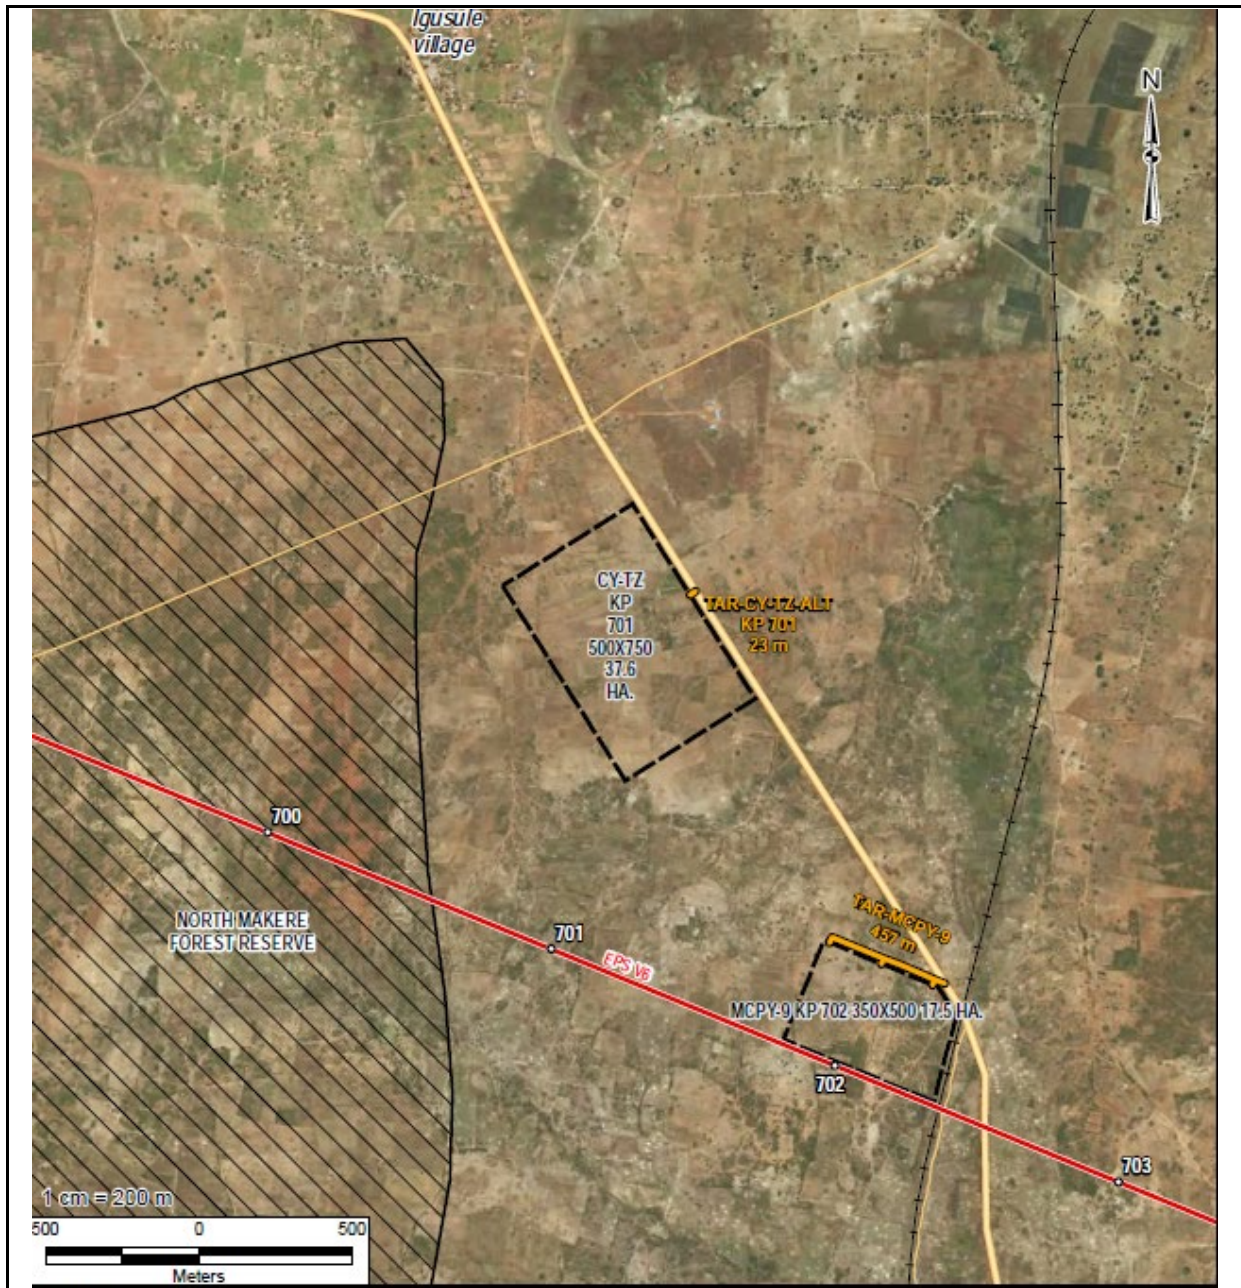 Igusule
village
N
CY-TZ
KP
701
500X750
37.6
HA.
TAR-CY-TZ-ALT
KP 701
23 m
700
NORTH MAKERE
FOREST RESERVE
701
EPS V6
TAR-MCPY-9
457 m
MCPY-9 KP 702 350X500 17.5 HA.
702
703
1 cm = 200 m
500 0 500
Meters